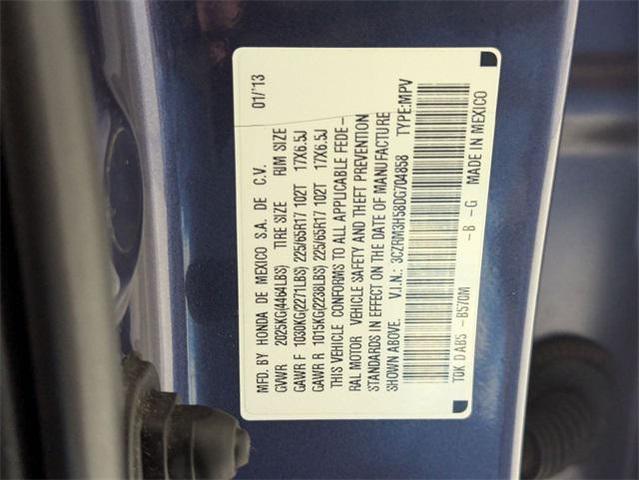 MFD. BY HONDA DE MEXICO S.A. DE C.V. 01/'13
GVWR 2025KG(4464LBS) TIRE SIZE RIM SIZE
GAWR F 1030KG(2271LBS) 225/65R17 102T 17X6.5J
GAWR R 1015KG(2238LBS) 225/65R17 102T 17X6.5J
THIS VEHICLE CONFORMS TO ALL APPLICABLE FEDE-
RAL MOTOR VEHICLE SAFETY AND THEFT PREVENTION
STANDARDS IN EFFECT ON THE DATE OF MANUFACTURE
SHOWN ABOVE. V.I.N.: 3CZRM3H58DG704858 TYPE:MPV
T0K DABS -B570M -B -G MADE IN MEXICO